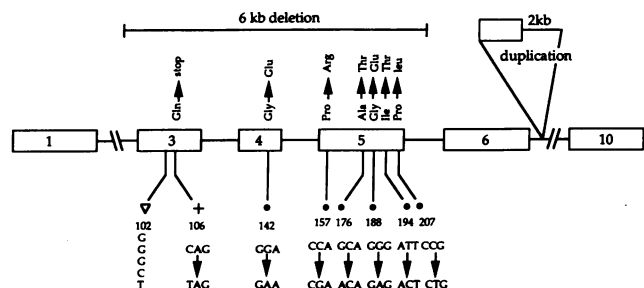 6 kb deletion
2kb
duplication
Gln stop
Gly Glu
Pro Arg
Ala Thr
Gly Glu
Ile Thr
Pro leu
1 3 4 5 6 10
102 106 142 157 176 188 194 207
G
G
G
C
T
CAG GGA CCA GCA GGG ATT CCG
TAG GAA CGA ACA GAG ACT CTG